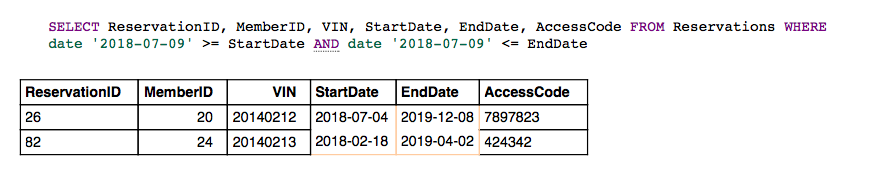 SELECT ReservationID, MemberID, VIN, StartDate, EndDate, AccessCode FROM Reservations WHERE
date '2018-07-09' >= StartDate AND date '2018-07-09' <= EndDate
ReservationID MemberID VIN StartDate EndDate AccessCode
26 20 20140212 2018-07-04 2019-12-08 7897823
82 24 20140213 2018-02-18 2019-04-02 424342